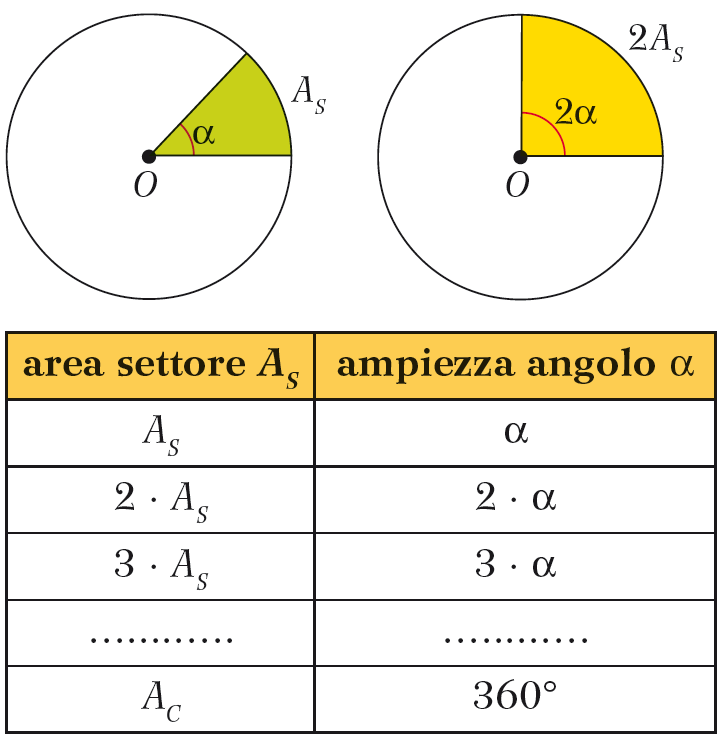 α
A_S
O
2α
2A_S
O
area settore A_S ampiezza angolo α
A_S α
2 · A_S 2 · α
3 · A_S 3 · α
............ ............
A_C 360°